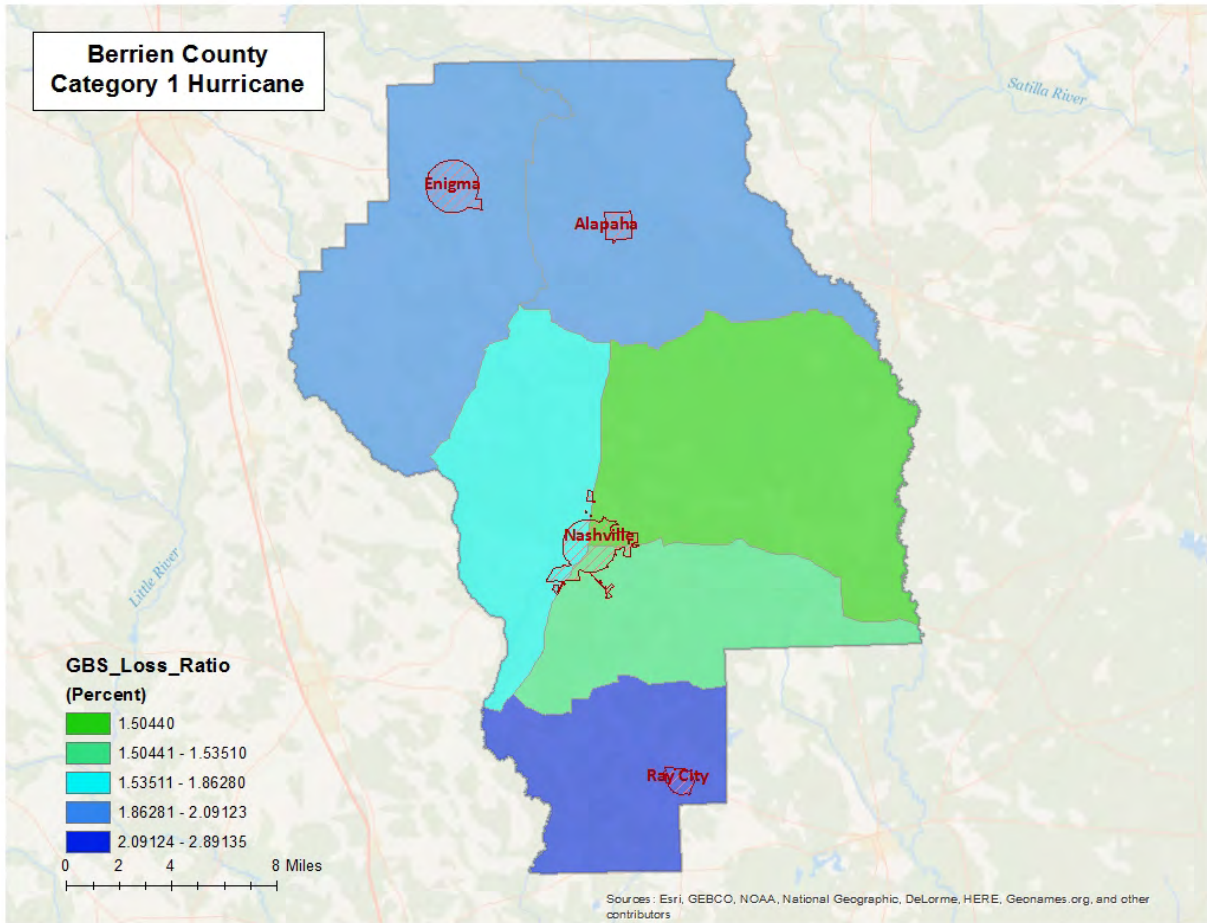 Berrien County
Category 1 Hurricane
Satilla River
Enigma
Alapaha
Nashville
Little River
Ray City
GBS_Loss_Ratio
(Percent)
1.50440
1.50441 - 1.53510
1.53511 - 1.86280
1.86281 - 2.09123
2.09124 - 2.89135
0 2 4 8 Miles
Sources: Esri, GEBCO, NOAA, National Geographic, DeLorme, HERE, Geonames.org, and other
contributors